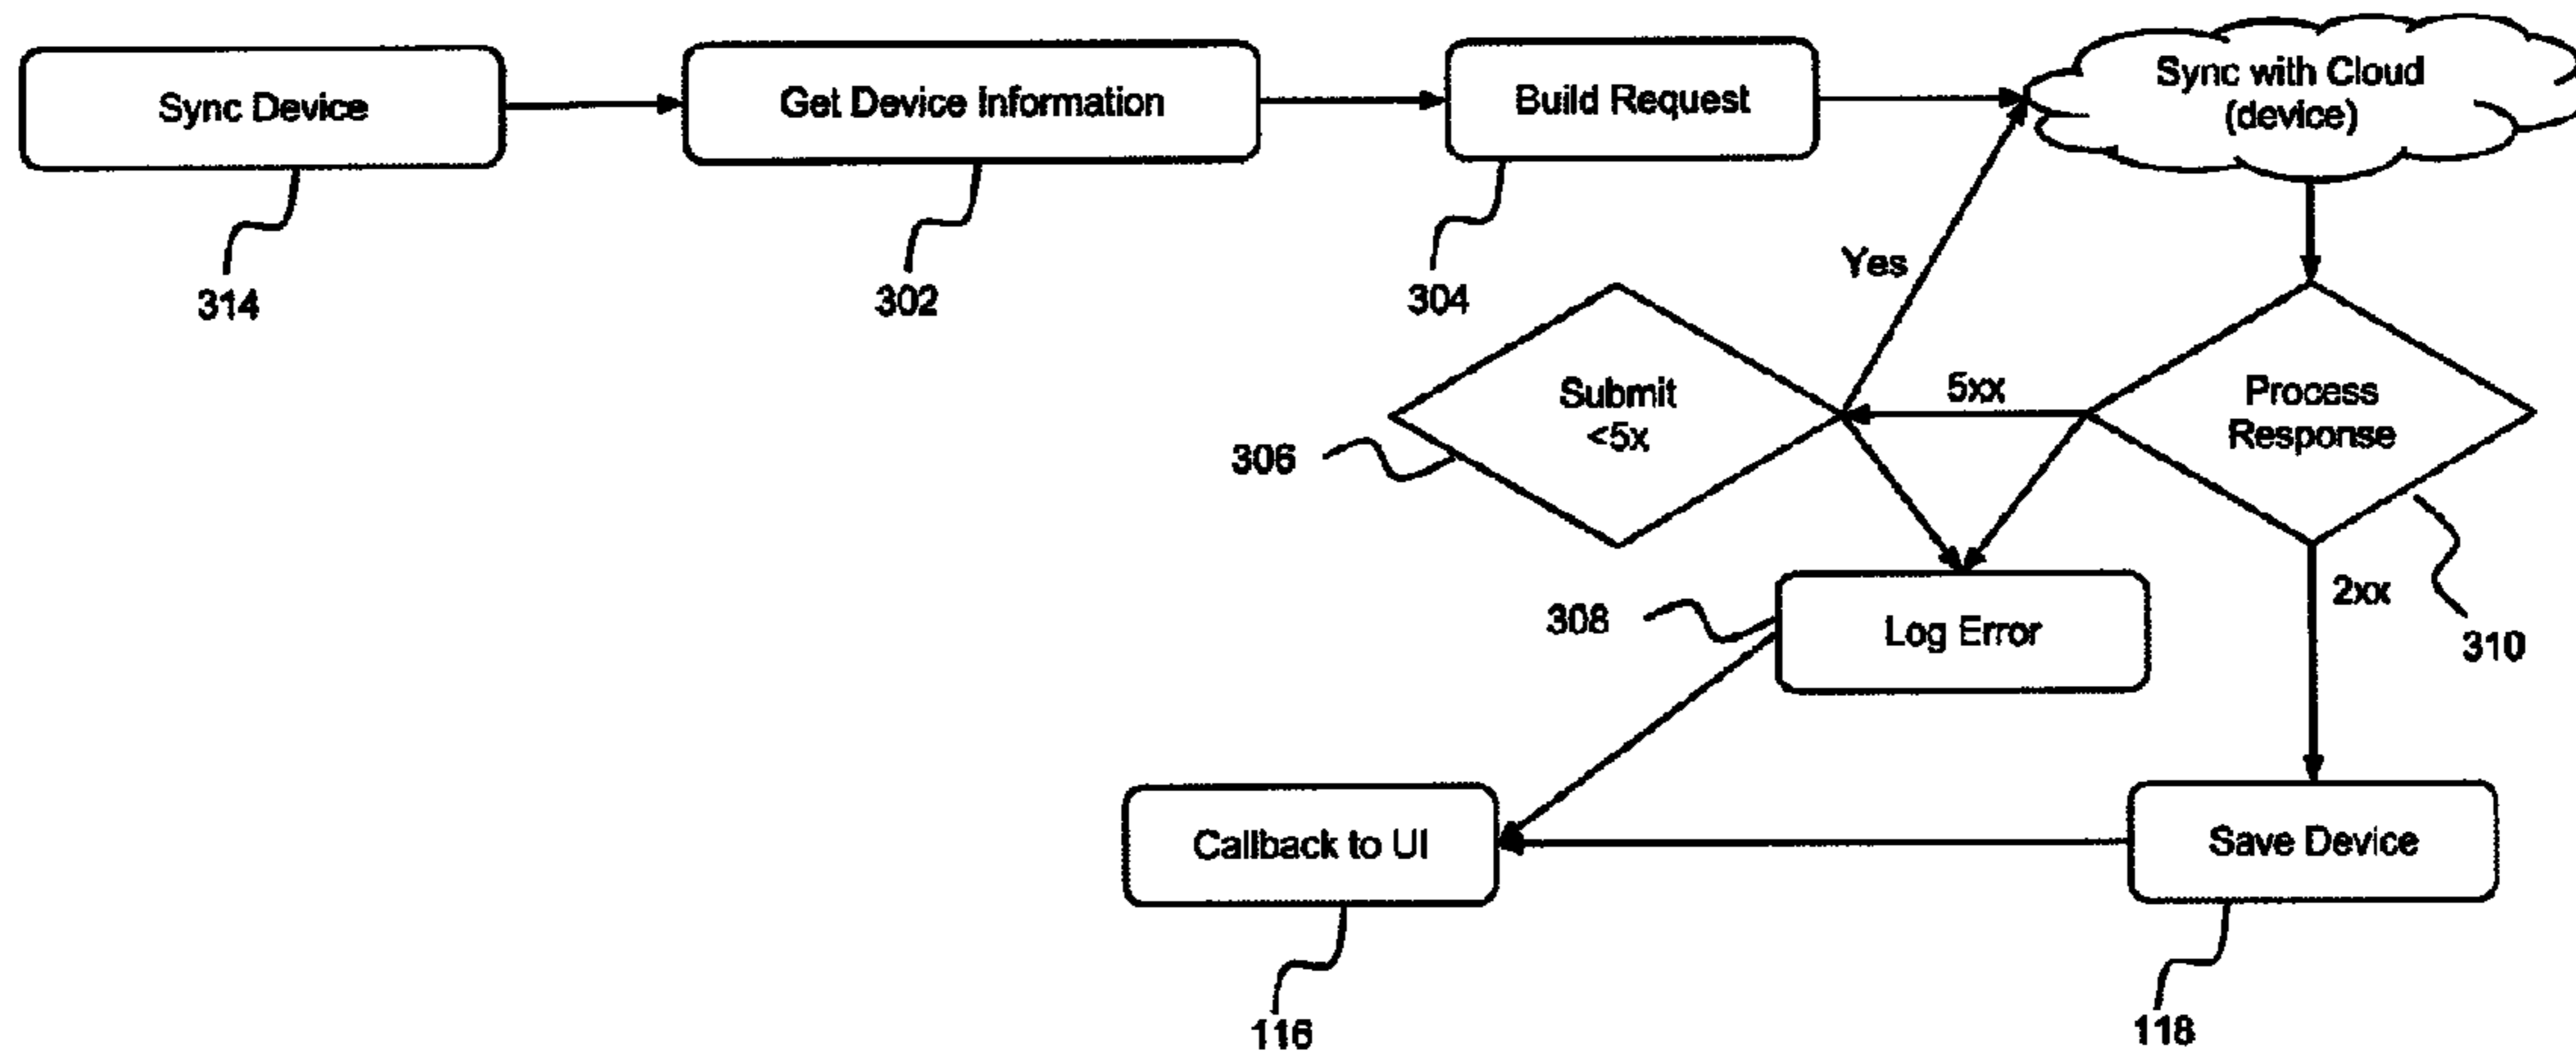 Sync Device
Get Device Information
Build Request
Sync with Cloud
(device)
314
302
304
Yes
Submit
<5x
5xx
Process
Response
306
308
Log Error
2xx
310
Callback to UI
Save Device
116
118